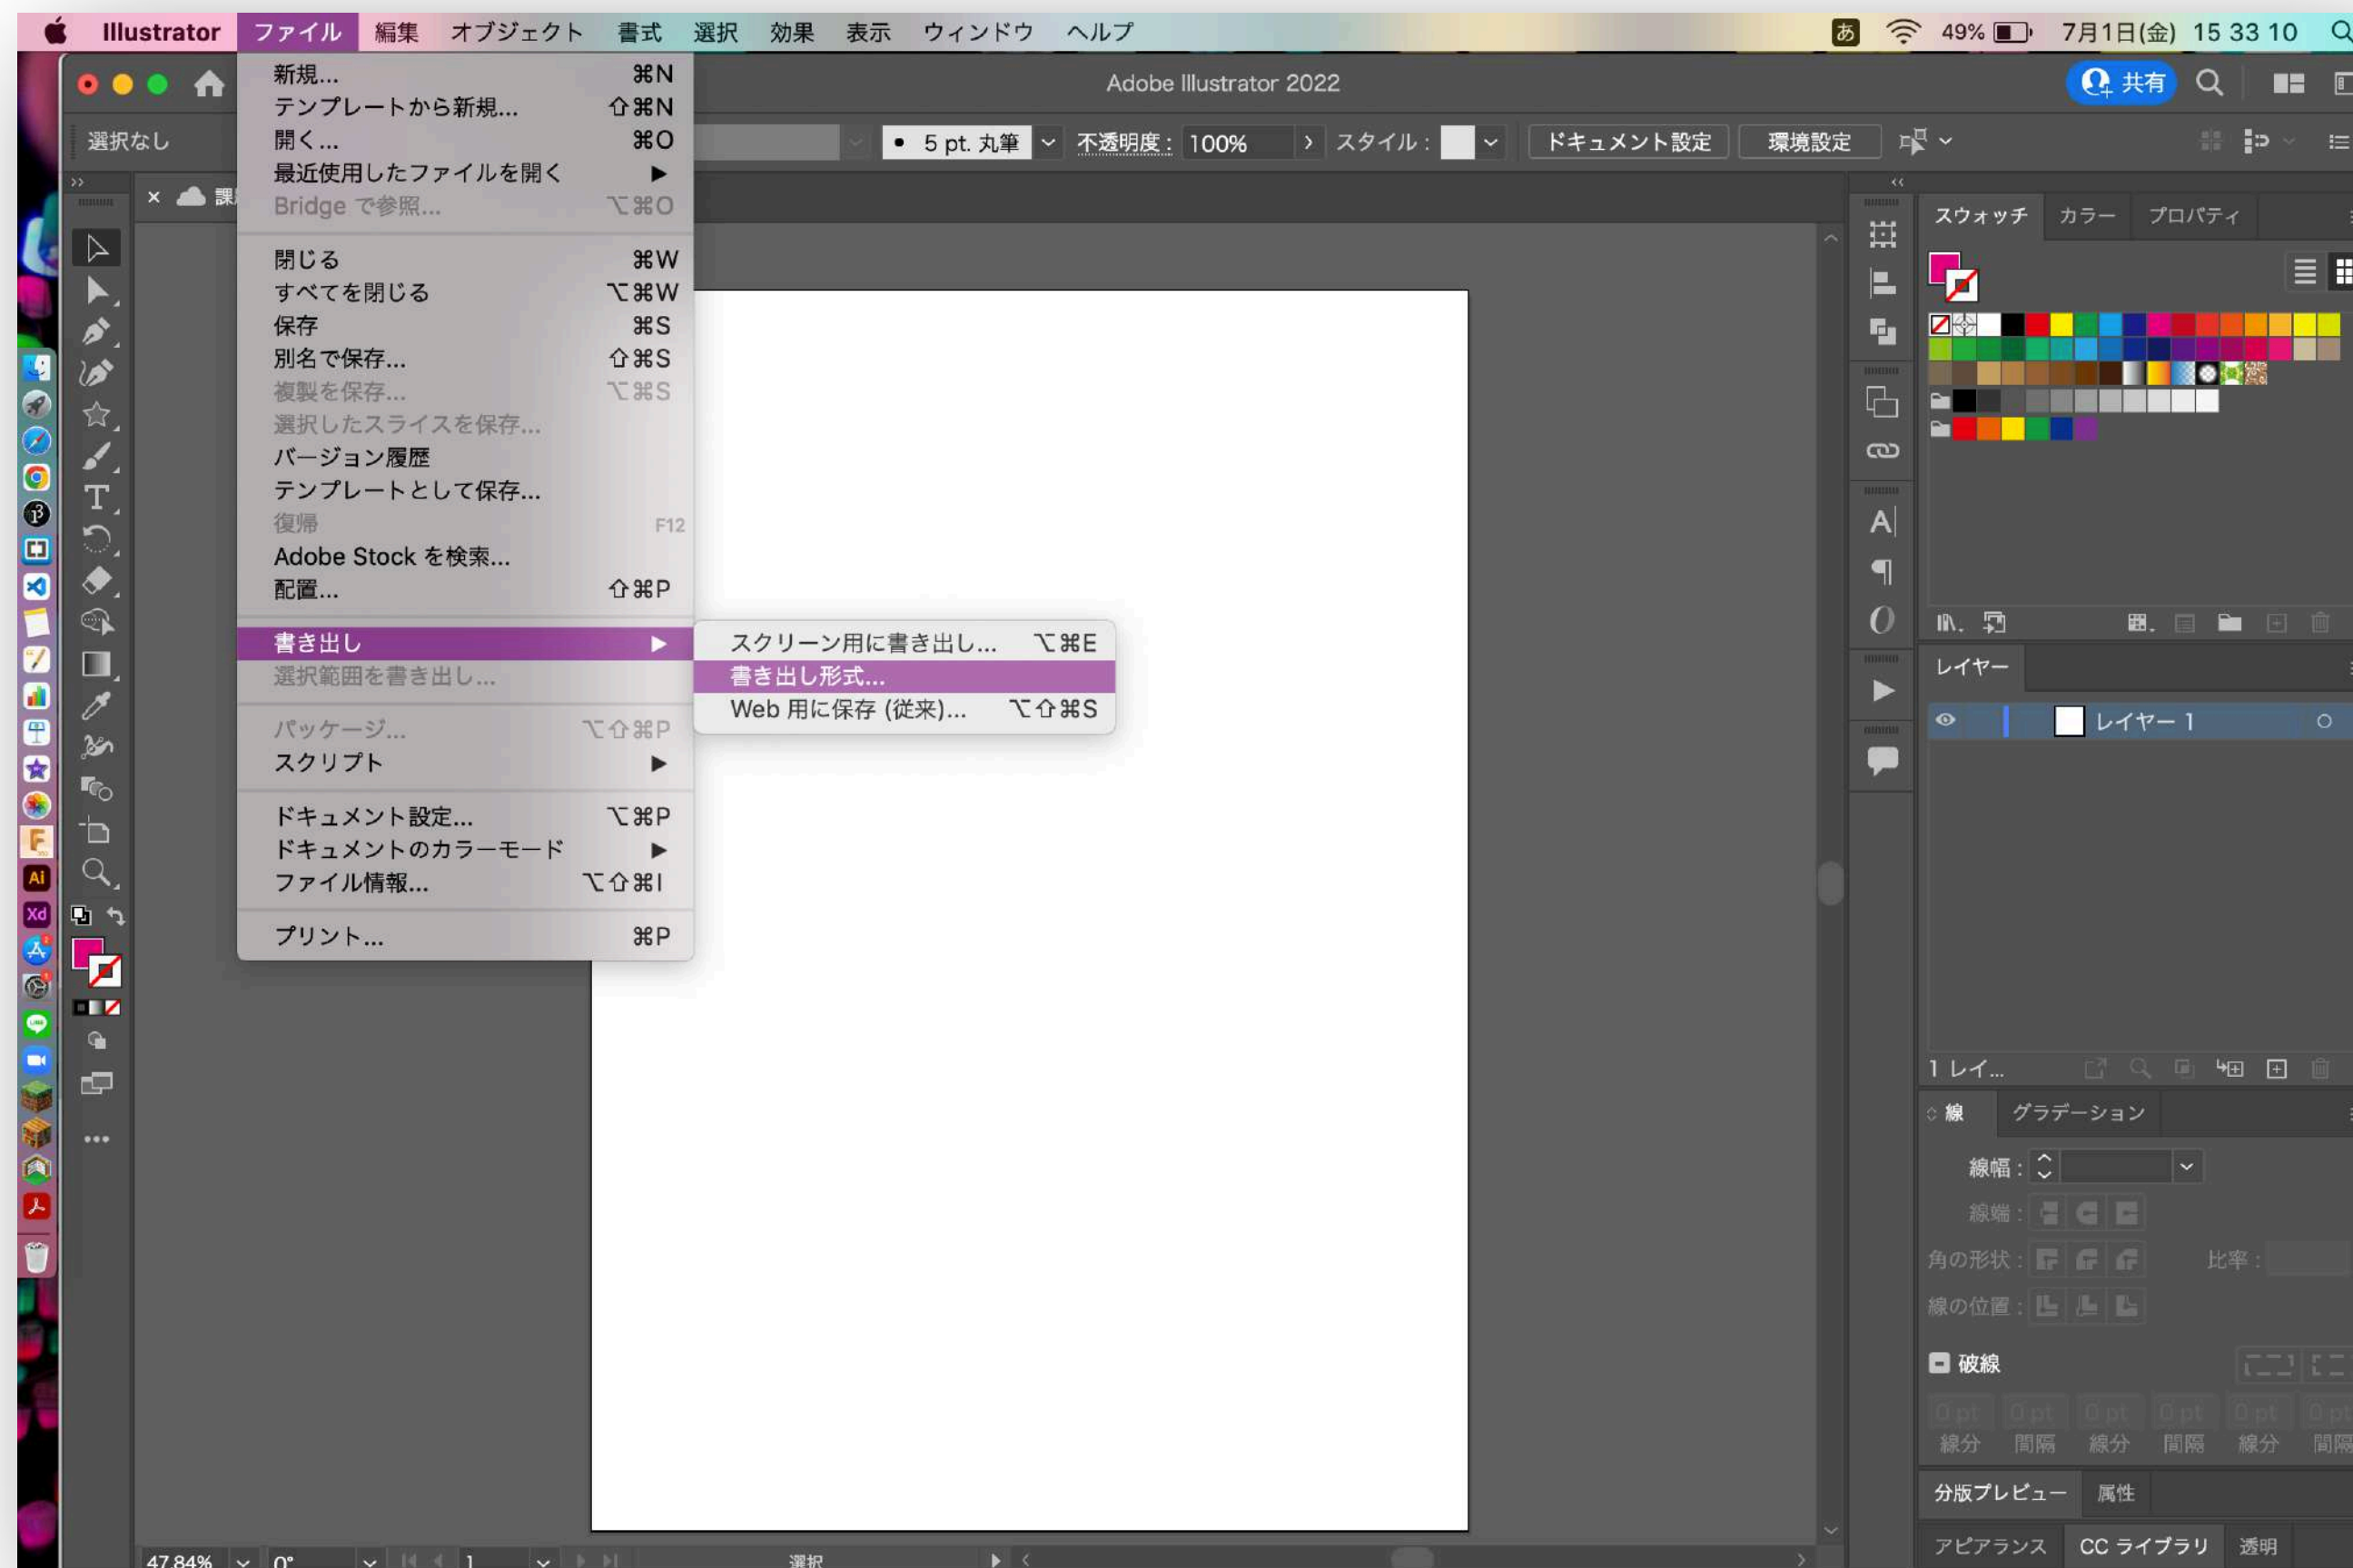 Illustrator ファイル 編集 オブジェクト 書式 選択 効果 表示 ウィンドウ ヘルプ あ 49% 7月1日(金) 15 33 10
Adobe Illustrator 2022 共有
選択なし 5 pt. 丸筆 不透明度 : 100% スタイル : ドキュメント設定 環境設定
× 課
新規... ⌘N
テンプレートから新規... ⇧⌘N
開く... ⌘O
最近使用したファイルを開く ▶
Bridge で参照... ⌥⌘O
閉じる ⌘W
すべてを閉じる ⌥⌘W
保存 ⌘S
別名で保存... ⇧⌘S
複製を保存... ⌥⌘S
選択したスライスを保存...
バージョン履歴
テンプレートとして保存...
復帰 F12
Adobe Stock を検索...
配置... ⇧⌘P
書き出し ▶
選択範囲を書き出し...
パッケージ... ⌥⇧⌘P
スクリプト ▶
ドキュメント設定... ⌥⌘P
ドキュメントのカラーモード ▶
ファイル情報... ⌥⇧⌘I
プリント... ⌘P
スクリーン用に書き出し... ⌥⌘E
書き出し形式...
Web 用に保存 (従来)... ⌥⇧⌘S
スウォッチ カラー プロパティ
レイヤー
レイヤー 1
1 レイ...
線 グラデーション
線幅 :
線端 :
角の形状 : 比率 :
線の位置 :
破線
0 pt 0 pt 0 pt 0 pt 0 pt 0 pt
線分 間隔 線分 間隔 線分 間隔
分版プレビュー 属性
アピアランス CC ライブラリ 透明
47.84% 0° 1 選択
Ai
Xd
LINE